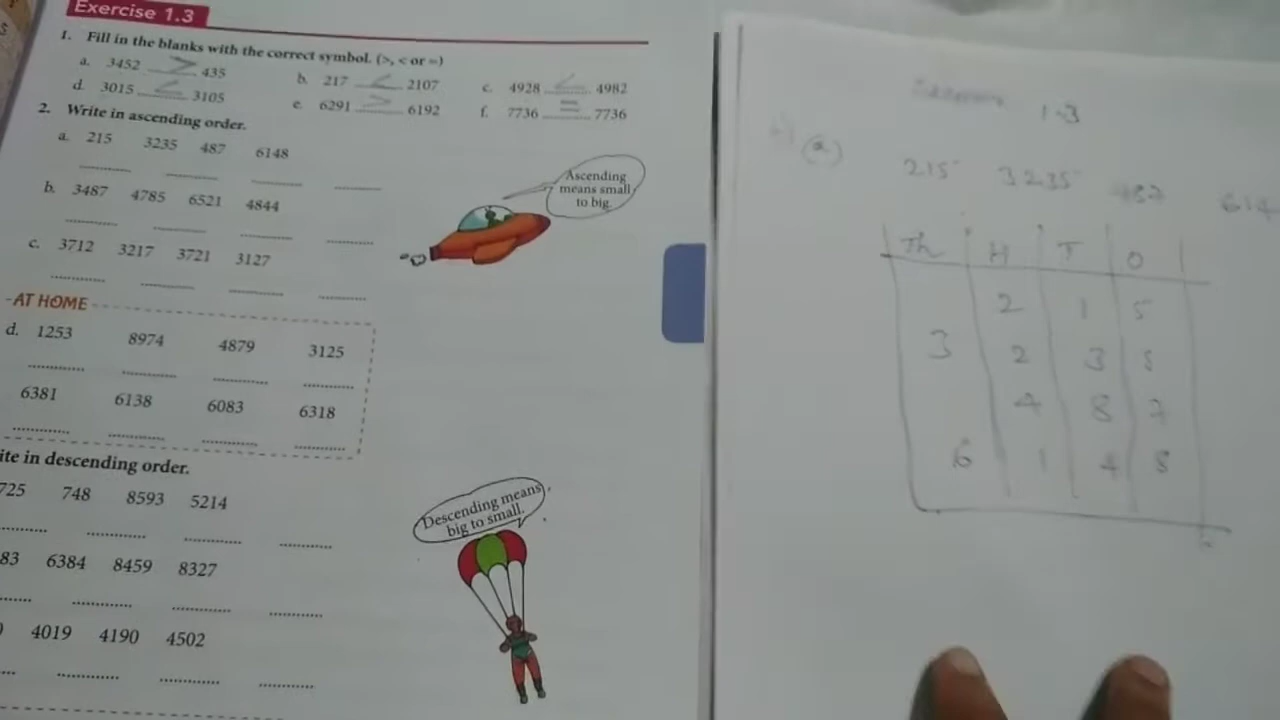 Exercise 1.3
1. Fill in the blanks with the correct symbol. (>, < or =)
a. 3452 > 435 b. 217 < 2107 c. 4928 < 4982
d. 3015 < 3105 e. 6291 > 6192 f. 7736 = 7736
2. Write in ascending order.
a. 215 3235 487 6148
b. 3487 4785 6521 4844
c. 3712 3217 3721 3127
Ascending
means small
to big.
AT HOME
d. 1253 8974 4879 3125
6381 6138 6083 6318
ite in descending order.
725 748 8593 5214
83 6384 8459 8327
4019 4190 4502
Descending means
big to small.
1.3
(a) 215 3235 487 614
Th H T O
2 1 5
3 2 3 5
4 8 7
6 1 4 8